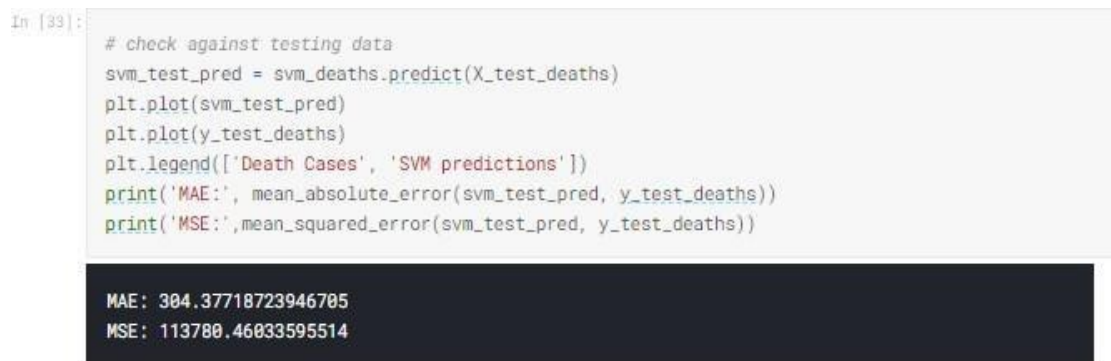 In [33]:
# check against testing data
svm_test_pred = svm_deaths.predict(X_test_deaths)
plt.plot(svm_test_pred)
plt.plot(y_test_deaths)
plt.legend(['Death Cases', 'SVM predictions'])
print('MAE:', mean_absolute_error(svm_test_pred, y_test_deaths))
print('MSE:',mean_squared_error(svm_test_pred, y_test_deaths))
MAE: 304.37718723946705
MSE: 113780.46033595514